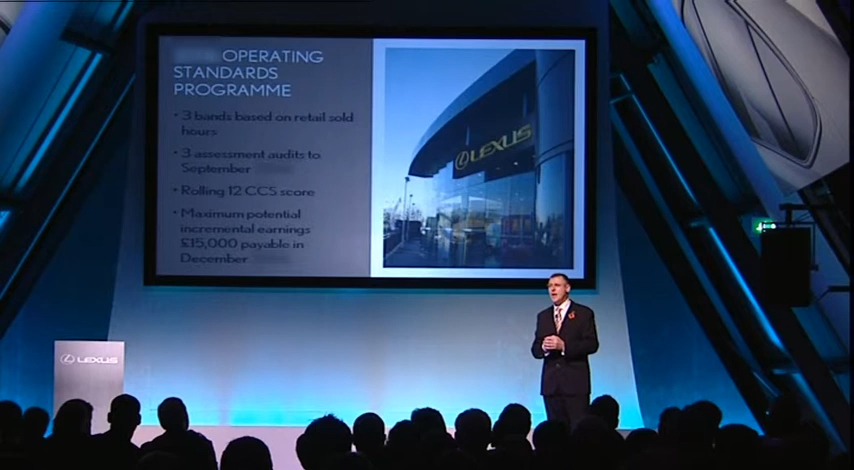 OPERATING
STANDARDS
PROGRAMME
• 3 bands based on retail sold
hours
• 3 assessment audits to
September
• Rolling 12 CCS score
• Maximum potential
incremental earnings
£15,000 payable in
December
LEXUS
LEXUS